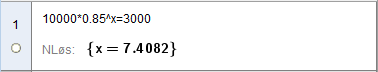 1
10000*0.85^x=3000
NLøs: {x = 7.4082}